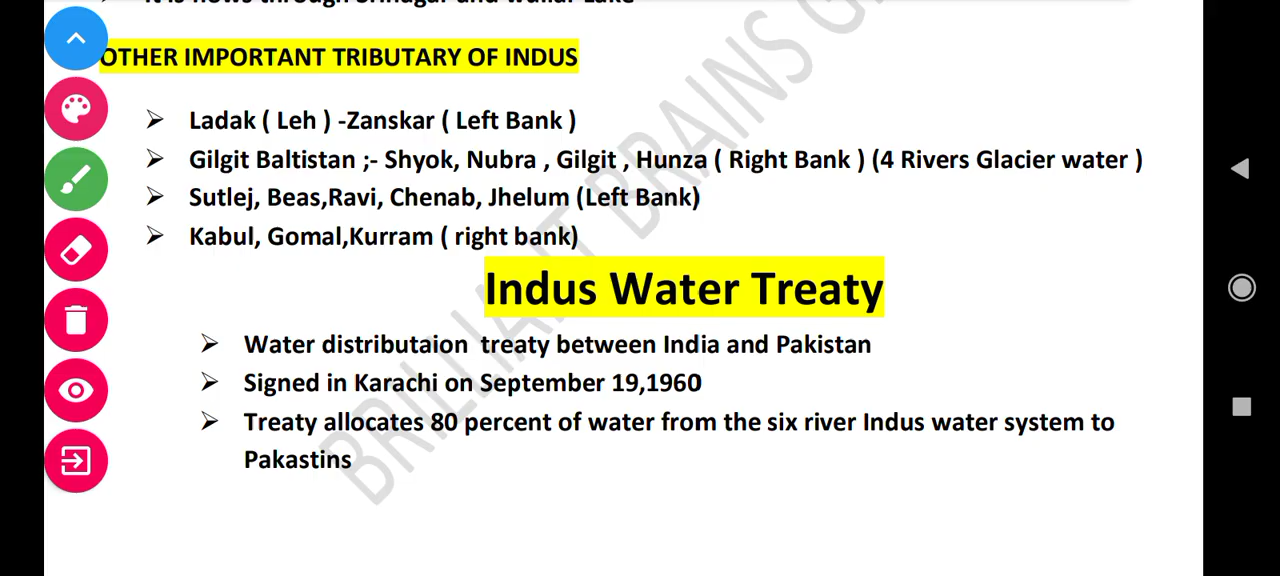 OTHER IMPORTANT TRIBUTARY OF INDUS
➢ Ladak ( Leh ) -Zanskar ( Left Bank )
➢ Gilgit Baltistan ;- Shyok, Nubra , Gilgit , Hunza ( Right Bank ) (4 Rivers Glacier water )
➢ Sutlej, Beas,Ravi, Chenab, Jhelum (Left Bank)
➢ Kabul, Gomal,Kurram ( right bank)
Indus Water Treaty
➢ Water distributaion treaty between India and Pakistan
➢ Signed in Karachi on September 19,1960
➢ Treaty allocates 80 percent of water from the six river Indus water system to
Pakastins
BRILLIANT BRAINS